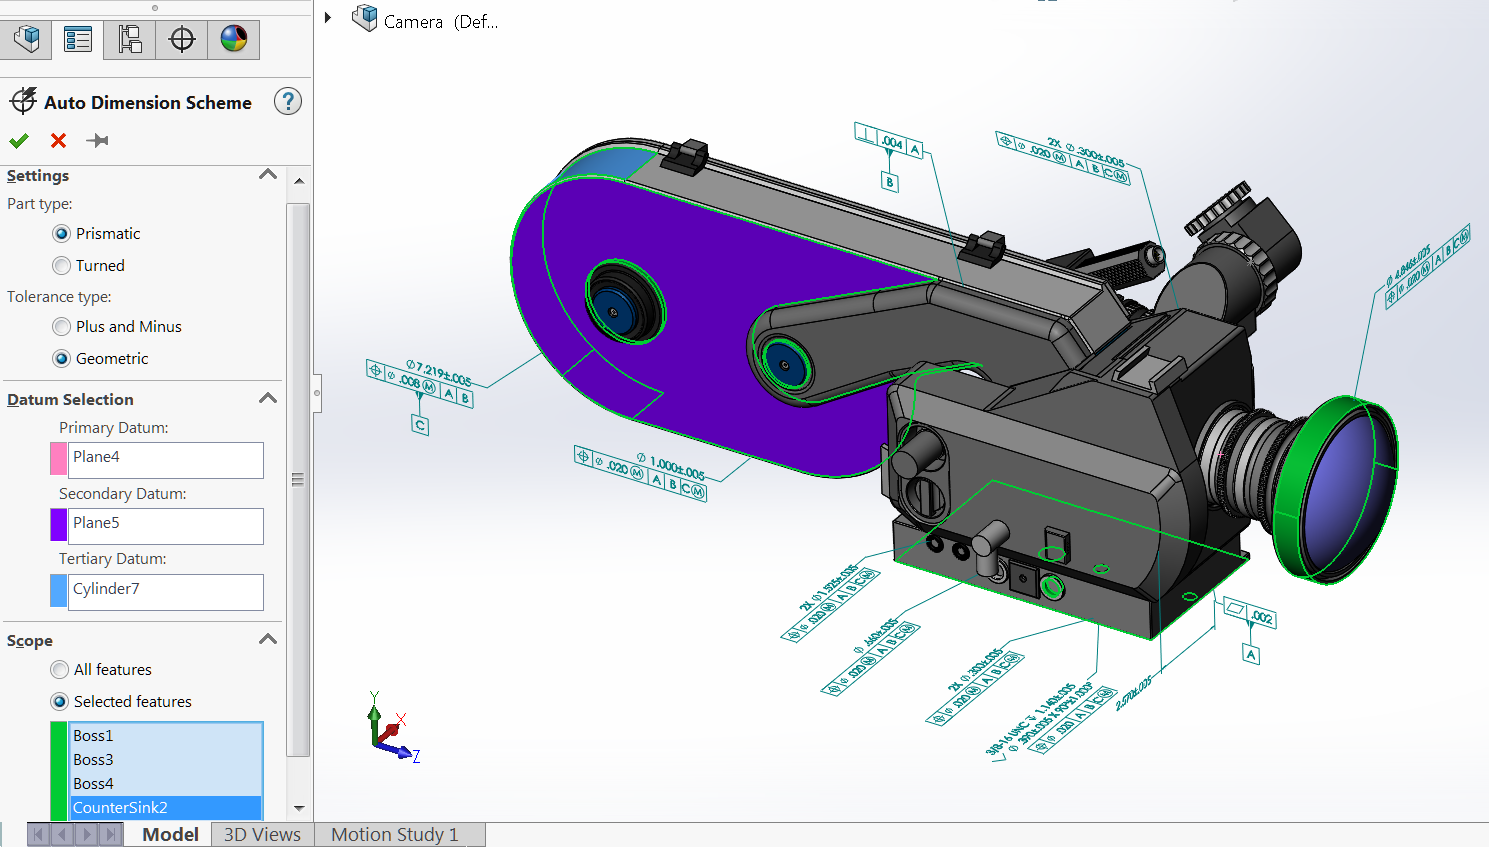 Camera (Def...
Auto Dimension Scheme
?
Settings
Part type:
Prismatic
Turned
Tolerance type:
Plus and Minus
Geometric
Datum Selection
Primary Datum:
Plane4
Secondary Datum:
Plane5
Tertiary Datum:
Cylinder7
Scope
All features
Selected features
Boss1
Boss3
Boss4
CounterSink2
.004 A
B
2X ⌀ .300±.005
⌀ .020 Ⓜ A B CⓂ
⌀ 4.846±.005
⌀ .020 Ⓜ A B CⓂ
⌀7.219±.005
⌀ .008 Ⓜ A B
C
⌀ 1.000±.005
⌀ .020 Ⓜ A B CⓂ
2X ⌀1.525±.005
⌀ .020 Ⓜ A B CⓂ
⌀ .660±.005
⌀ .020 Ⓜ A B CⓂ
2X ⌀ .300±.005
⌀ .020 Ⓜ A B CⓂ
3/8-16 UNC ↧ 1.140±.005
⌀ .390±.005 X 90°±1.000°
⌀ .020 Ⓜ A B CⓂ
2.570±.005
.002
A
Y
X
Z
Model
3D Views
Motion Study 1